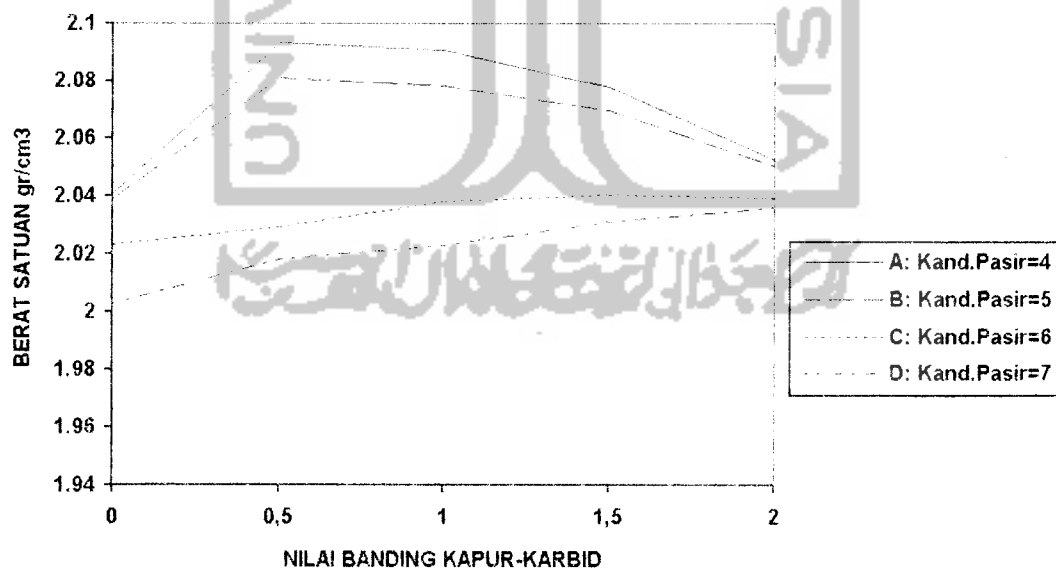 2.1
2.08
2.06
2.04
2.02
2
1.98
1.96
1.94
BERAT SATUAN gr/cm3
0
0,5
1
1,5
2
NILAI BANDING KAPUR-KARBID
A: Kand.Pasir=4
B: Kand.Pasir=5
C: Kand.Pasir=6
D: Kand.Pasir=7
UNIV
SIA